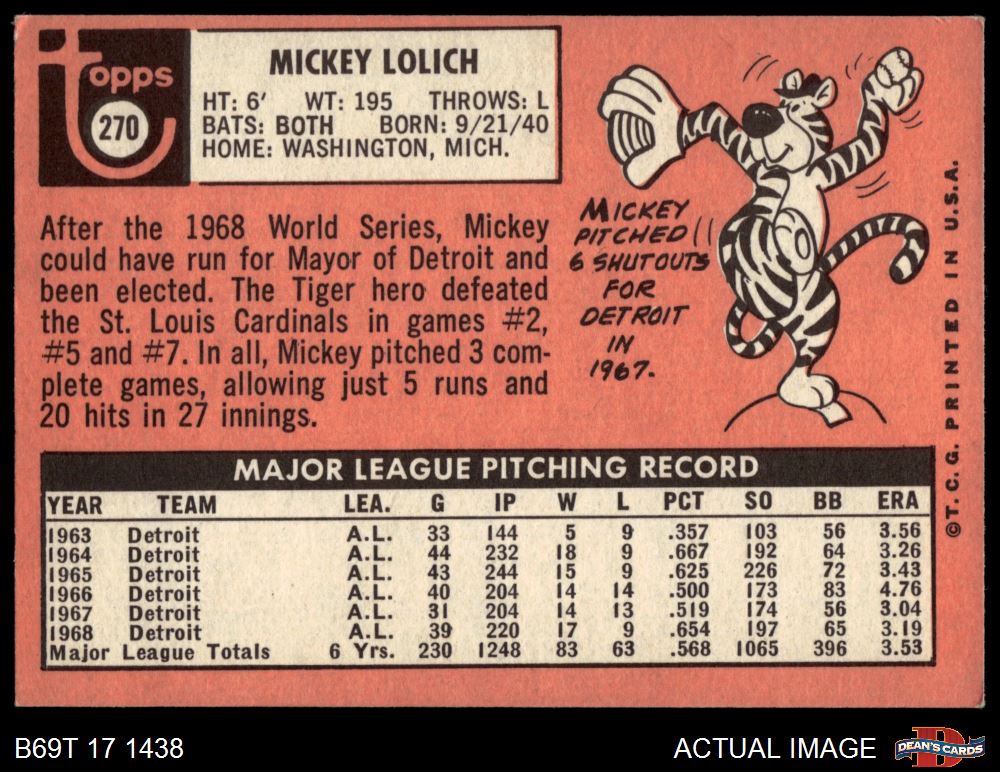 Topps
270
MICKEY LOLICH
HT: 6' WT: 195 THROWS: L
BATS: BOTH BORN: 9/21/40
HOME: WASHINGTON, MICH.
After the 1968 World Series, Mickey
could have run for Mayor of Detroit and
been elected. The Tiger hero defeated
the St. Louis Cardinals in games #2,
#5 and #7. In all, Mickey pitched 3 com-
plete games, allowing just 5 runs and
20 hits in 27 innings.
MICKEY
PITCHED
6 SHUTOUTS
FOR
DETROIT
IN
1967.
©T. C. G. PRINTED IN U.S.A.
MAJOR LEAGUE PITCHING RECORD
YEAR TEAM LEA. G IP W L PCT SO BB ERA
1963 Detroit A.L. 33 144 5 9 .357 103 56 3.56
1964 Detroit A.L. 44 232 18 9 .667 192 64 3.26
1965 Detroit A.L. 43 244 15 9 .625 226 72 3.43
1966 Detroit A.L. 40 204 14 14 .500 173 83 4.76
1967 Detroit A.L. 31 204 14 13 .519 174 56 3.04
1968 Detroit A.L. 39 220 17 9 .654 197 65 3.19
Major League Totals 6 Yrs. 230 1248 83 63 .568 1065 396 3.53
B69T 17 1438
ACTUAL IMAGE
D
DEAN'S CARDS